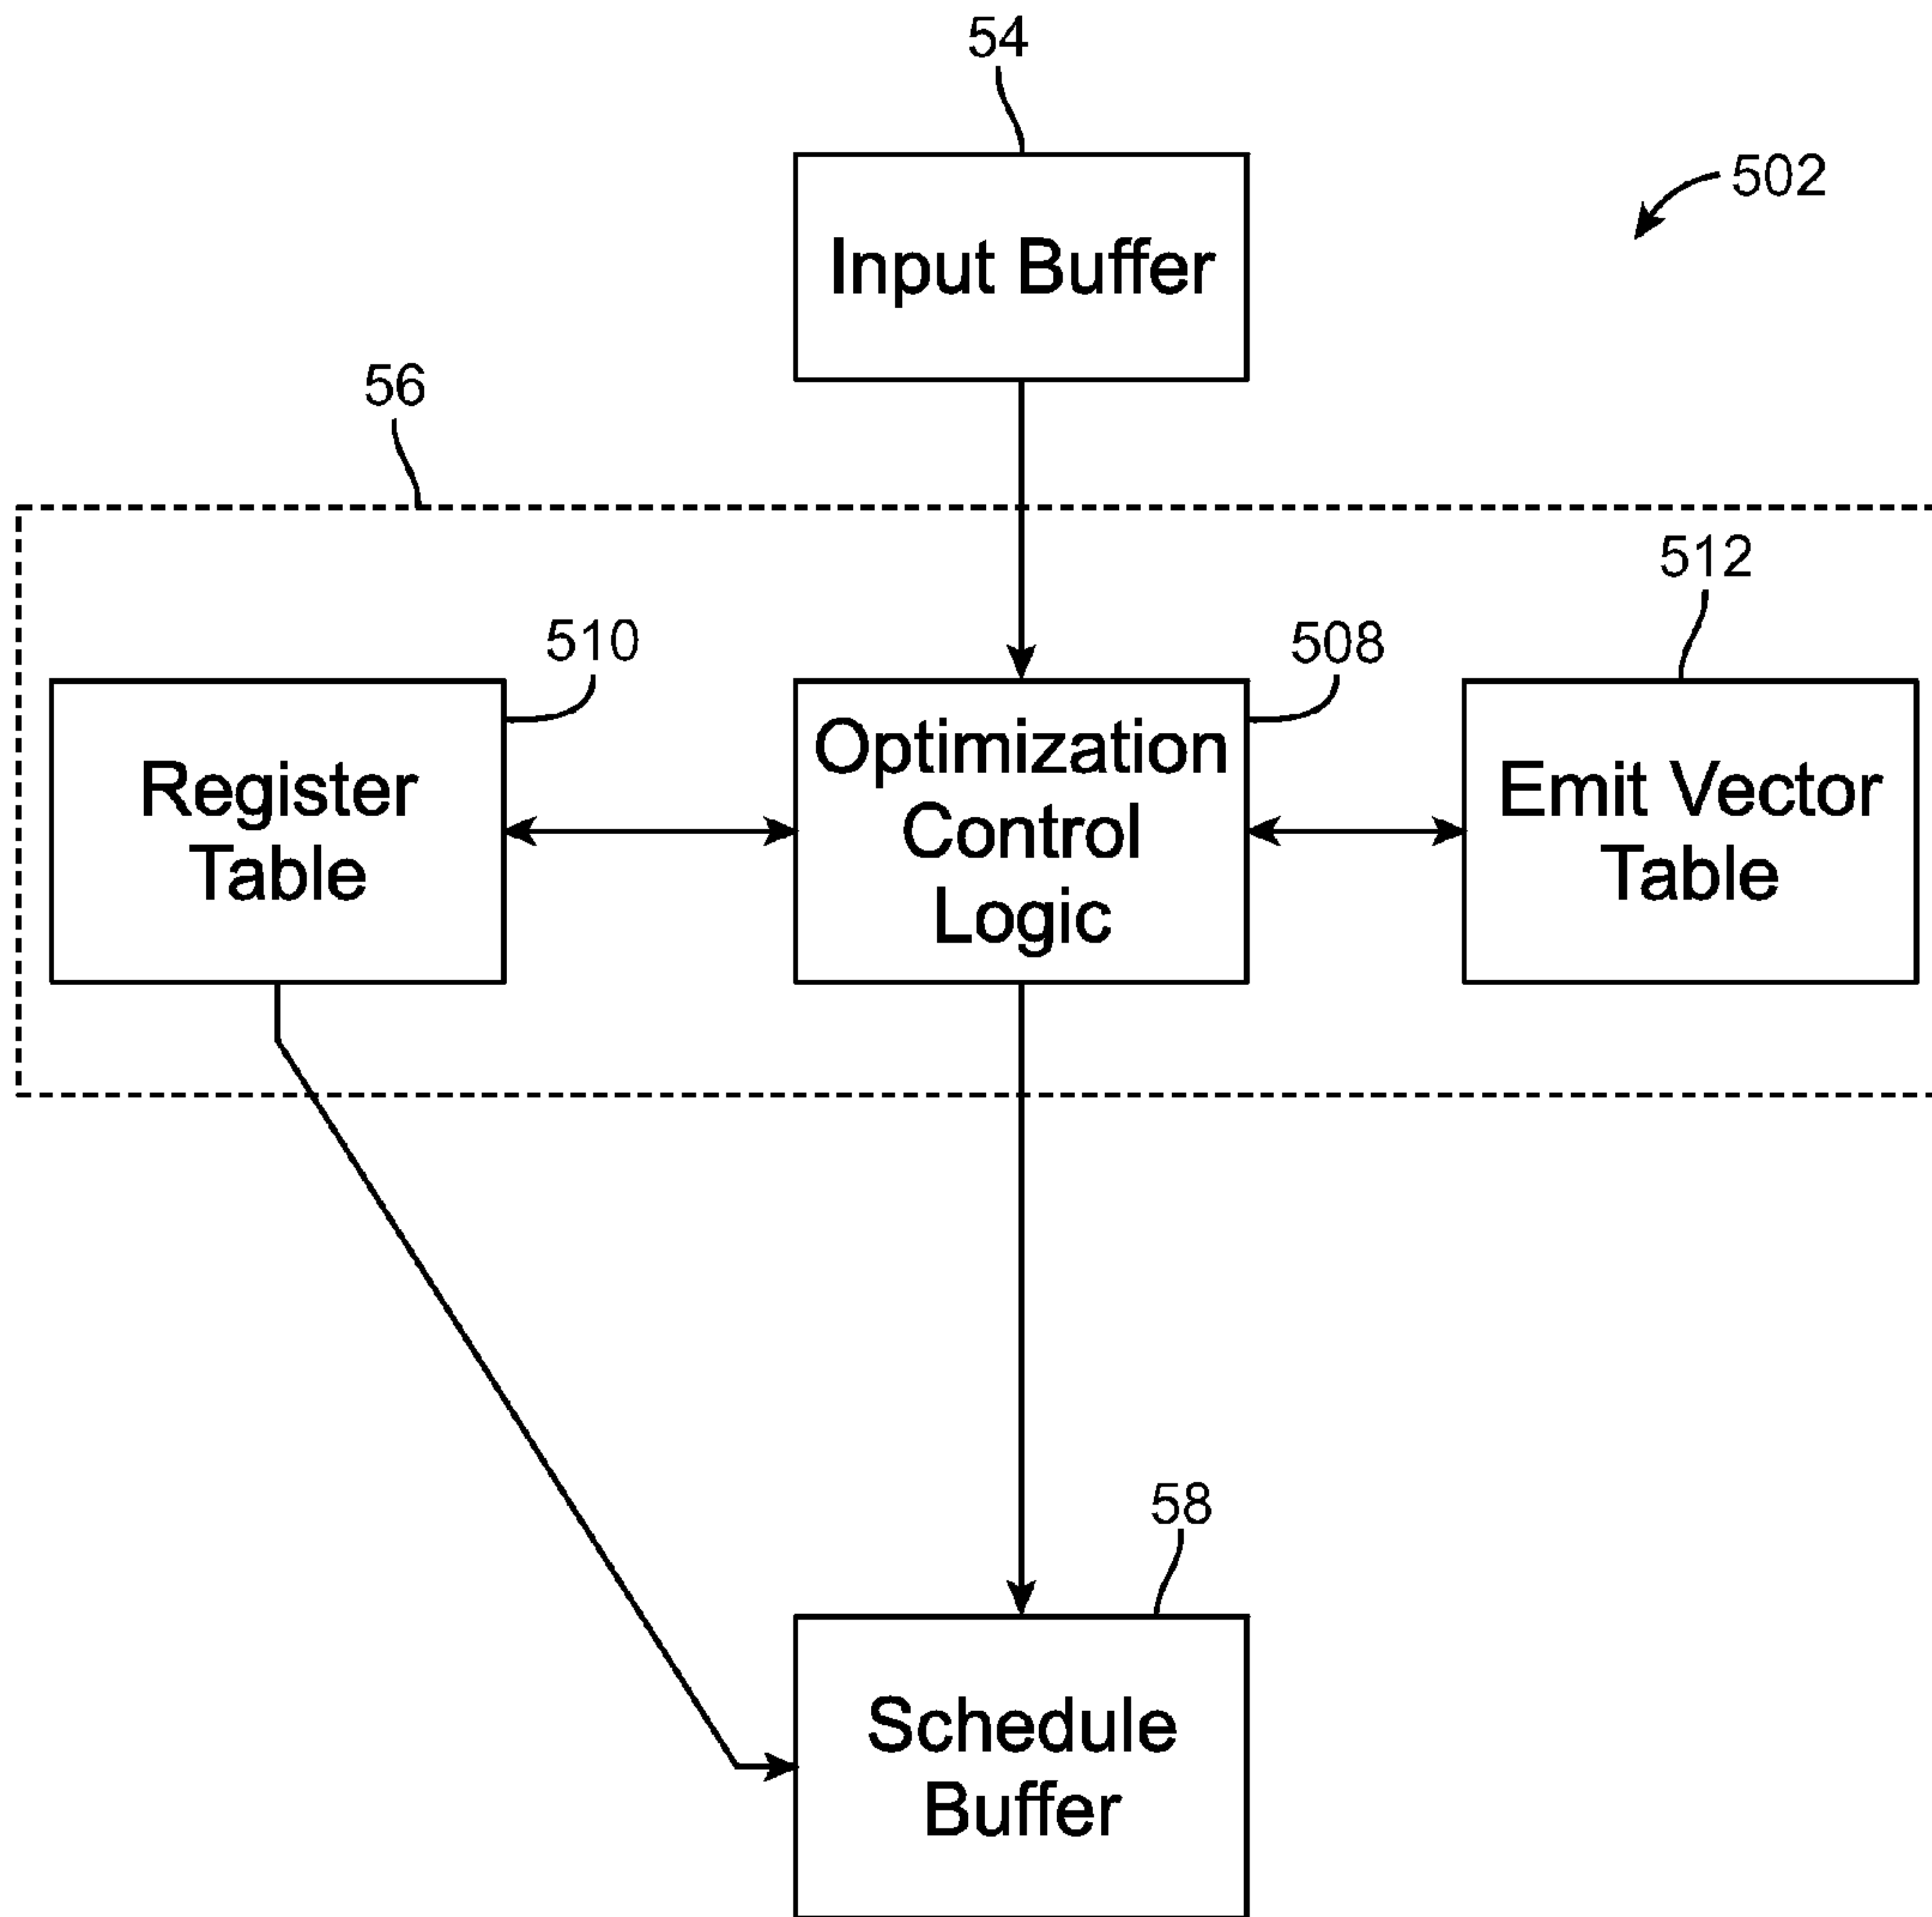 54
502
Input Buffer
56
512
510
508
Register
Table
Optimization
Control
Logic
Emit Vector
Table
58
Schedule
Buffer